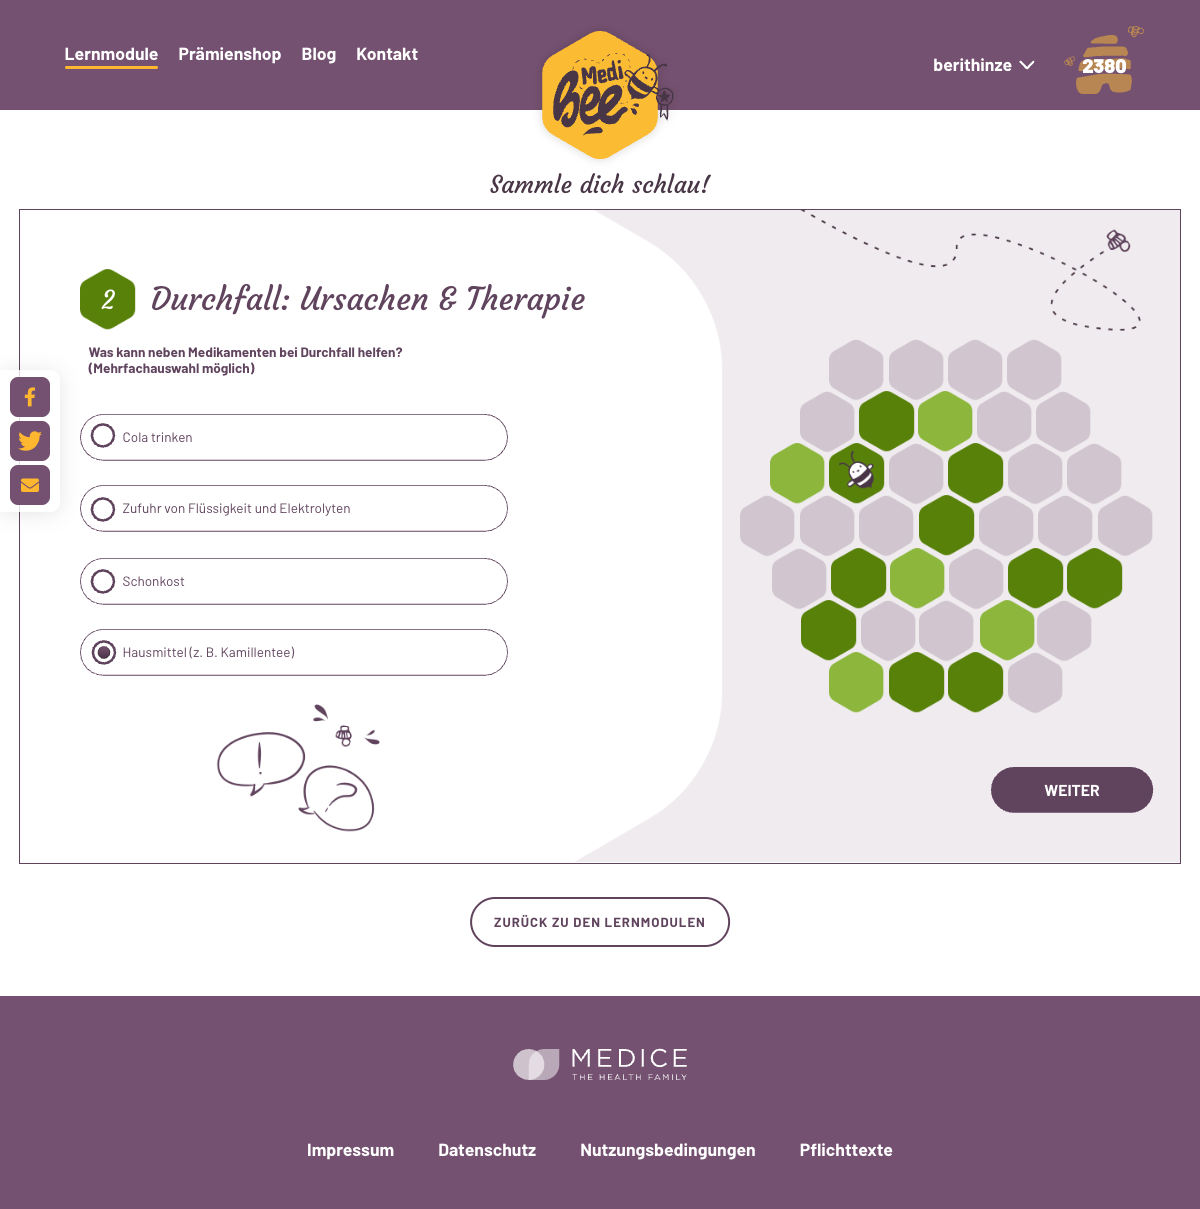 Lernmodule
Prämienshop
Blog
Kontakt
Medi
bee
berithinze
2380
Sammle dich schlau!
2
Durchfall: Ursachen & Therapie
Was kann neben Medikamenten bei Durchfall helfen?
(Mehrfachauswahl möglich)
Cola trinken
Zufuhr von Flüssigkeit und Elektrolyten
Schonkost
Hausmittel (z. B. Kamillentee)
!
?
WEITER
ZURÜCK ZU DEN LERNMODULEN
MEDICE
THE HEALTH FAMILY
Impressum
Datenschutz
Nutzungsbedingungen
Pflichttexte